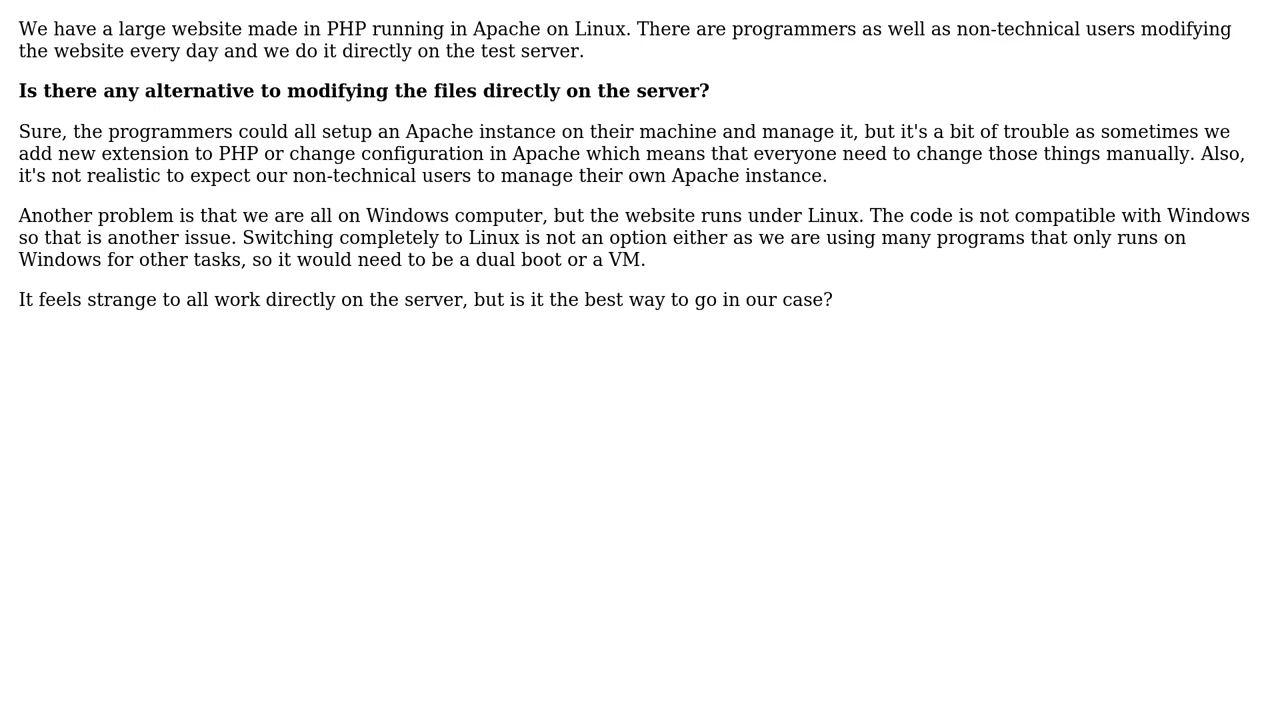 We have a large website made in PHP running in Apache on Linux. There are programmers as well as non-technical users modifying
the website every day and we do it directly on the test server.
Is there any alternative to modifying the files directly on the server?
Sure, the programmers could all setup an Apache instance on their machine and manage it, but it's a bit of trouble as sometimes we
add new extension to PHP or change configuration in Apache which means that everyone need to change those things manually. Also,
it's not realistic to expect our non-technical users to manage their own Apache instance.
Another problem is that we are all on Windows computer, but the website runs under Linux. The code is not compatible with Windows
so that is another issue. Switching completely to Linux is not an option either as we are using many programs that only runs on
Windows for other tasks, so it would need to be a dual boot or a VM.
It feels strange to all work directly on the server, but is it the best way to go in our case?